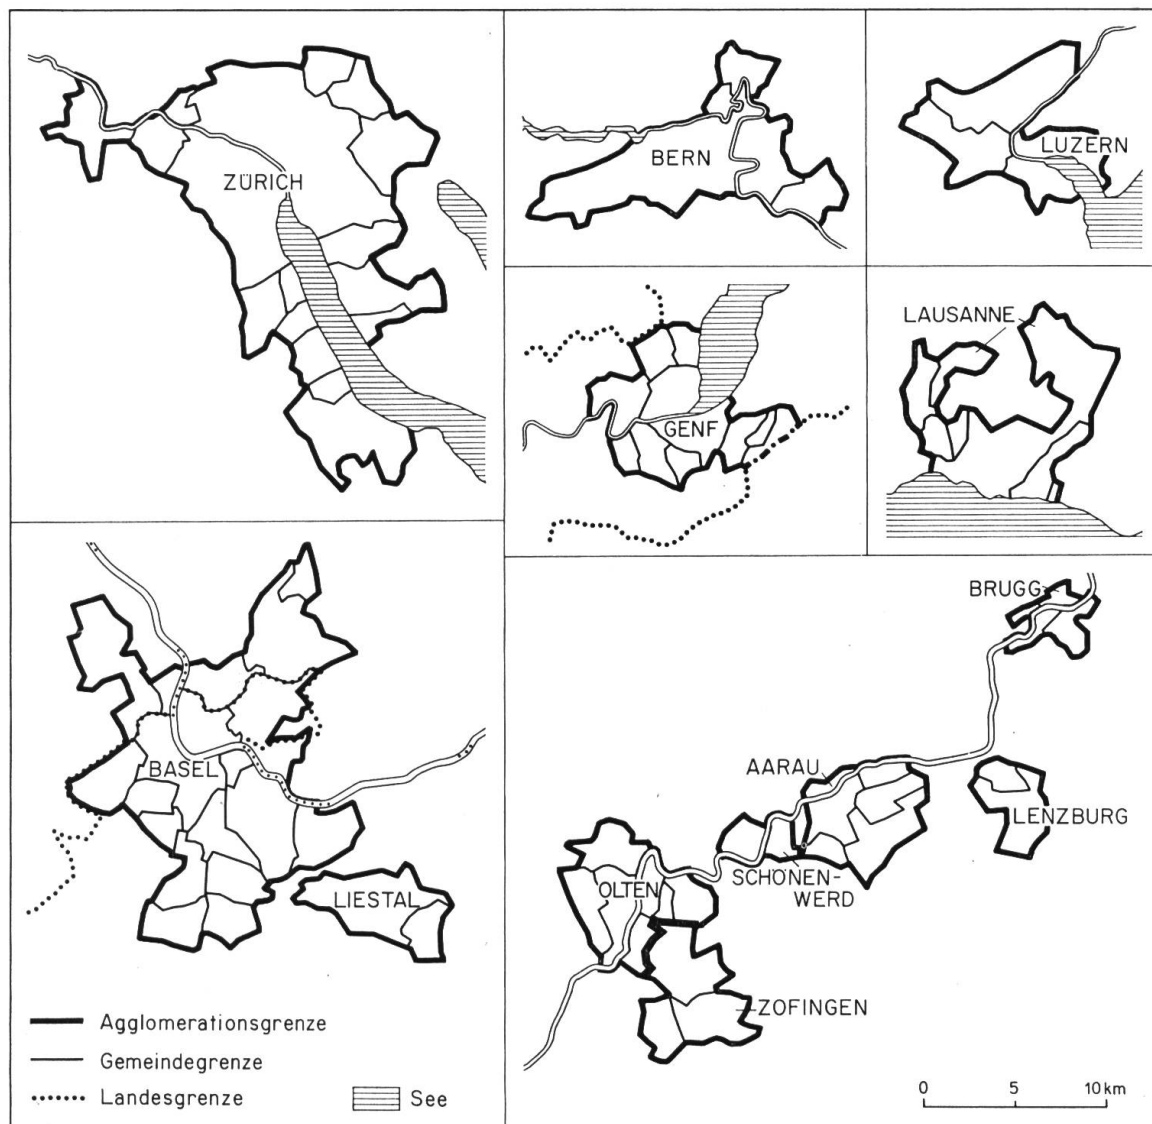 ZÜRICH
BERN
LUZERN
GENF
LAUSANNE
BASEL
LIESTAL
BRUGG
AARAU
LENZBURG
SCHÖNEN-
WERD
OLTEN
ZOFINGEN
Agglomerationsgrenze
Gemeindegrenze
Landesgrenze
See
0 5 10 km